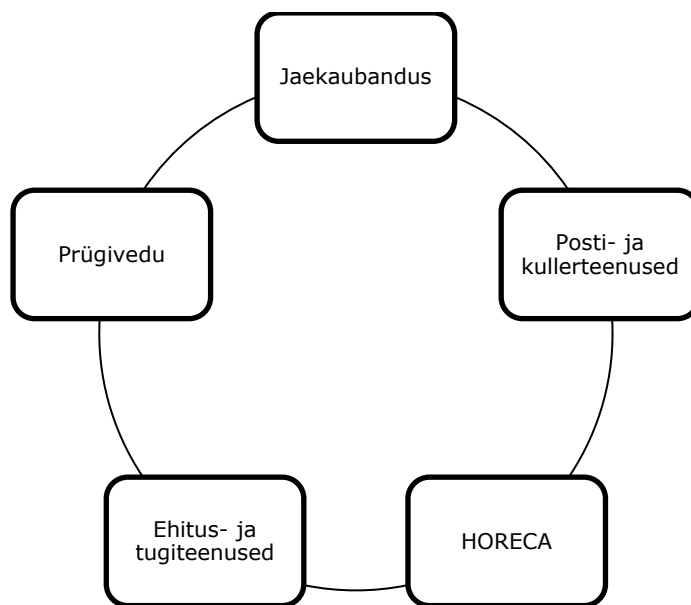 Jaekaubandus
Posti- ja
kullerteenused
HORECA
Ehitus- ja
tugiteenused
Prügivedu